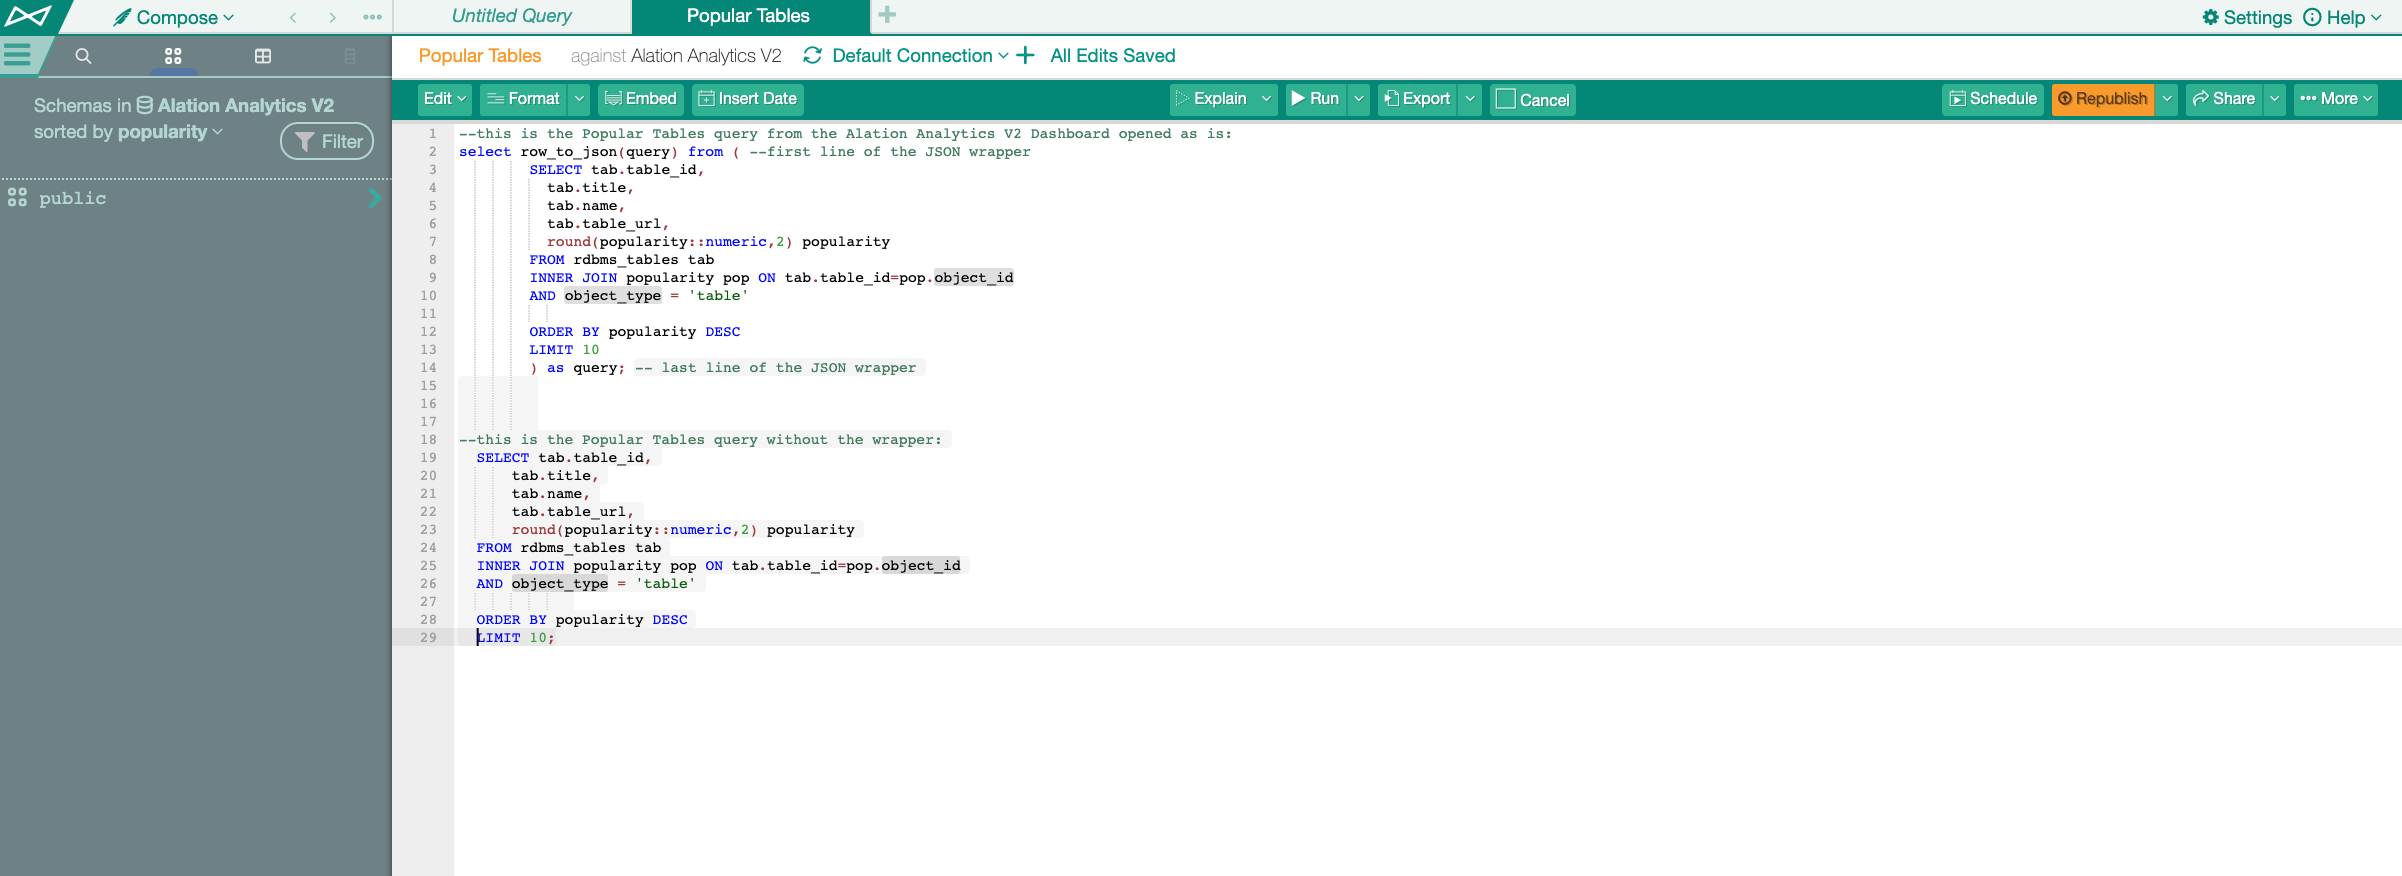 Compose
Untitled Query
Popular Tables
Settings
Help
Popular Tables against Alation Analytics V2 Default Connection All Edits Saved
Schemas in Alation Analytics V2
sorted by popularity
Filter
public
Edit Format Embed Insert Date Explain Run Export Cancel Schedule Republish Share More
1 --this is the Popular Tables query from the Alation Analytics V2 Dashboard opened as is:
2 select row_to_json(query) from ( --first line of the JSON wrapper
3 SELECT tab.table_id,
4 tab.title,
5 tab.name,
6 tab.table_url,
7 round(popularity::numeric,2) popularity
8 FROM rdbms_tables tab
9 INNER JOIN popularity pop ON tab.table_id=pop.object_id
10 AND object_type = 'table'
11
12 ORDER BY popularity DESC
13 LIMIT 10
14 ) as query; -- last line of the JSON wrapper
15
16
17
18 --this is the Popular Tables query without the wrapper:
19 SELECT tab.table_id,
20 tab.title,
21 tab.name,
22 tab.table_url,
23 round(popularity::numeric,2) popularity
24 FROM rdbms_tables tab
25 INNER JOIN popularity pop ON tab.table_id=pop.object_id
26 AND object_type = 'table'
27
28 ORDER BY popularity DESC
29 LIMIT 10;